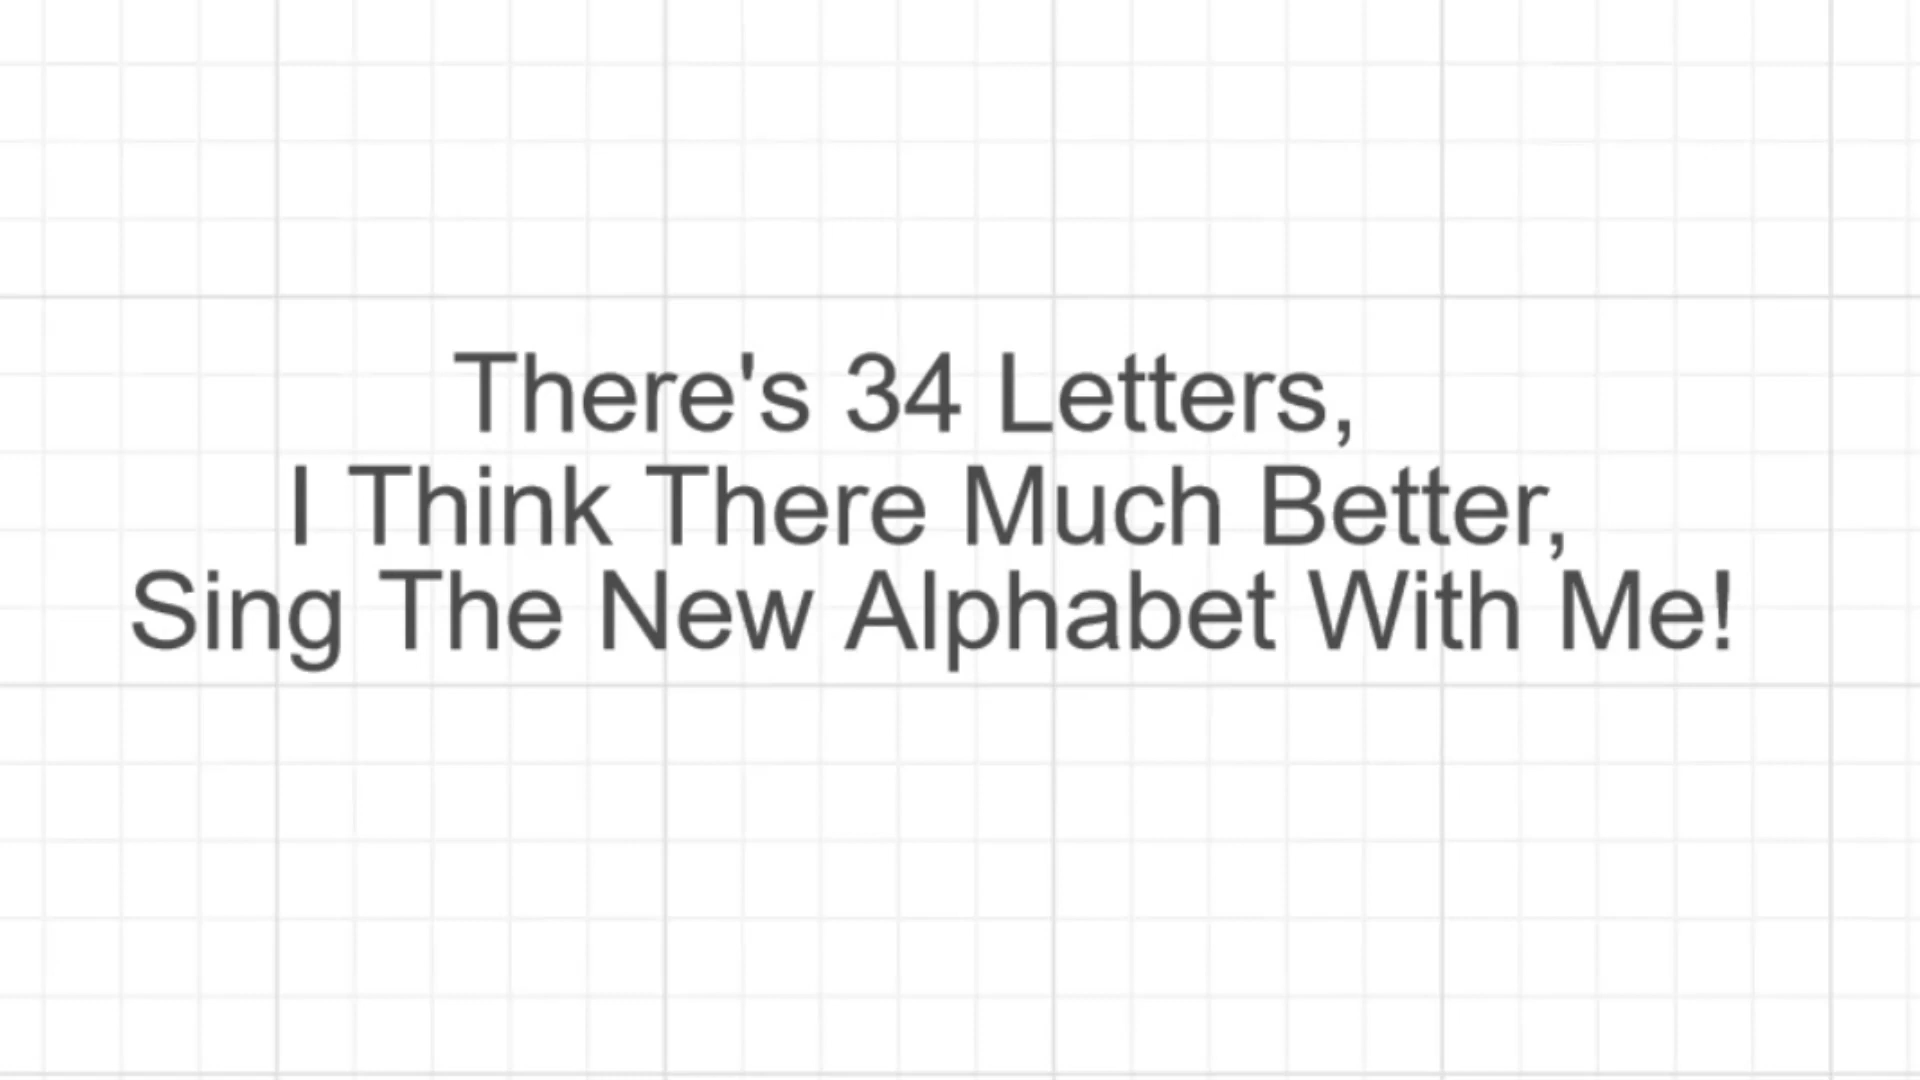 There's 34 Letters,
I Think There Much Better,
Sing The New Alphabet With Me!